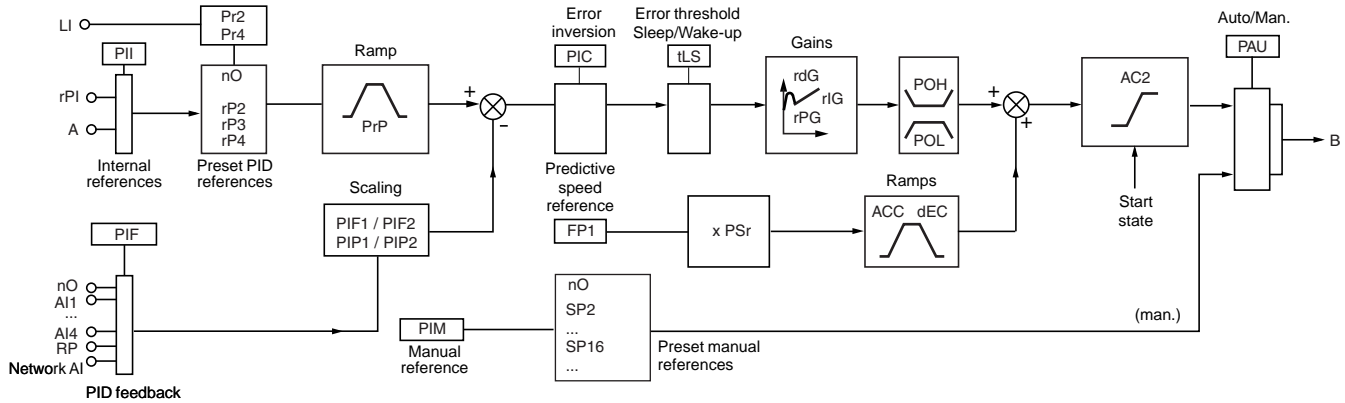 LI
Pr2
Pr4
PII
nO
rP2
rP3
rP4
rPI
A
Internal
references
Preset PID
references
Ramp
PrP
+
–
Error
inversion
PIC
Error threshold
Sleep/Wake-up
tLS
Gains
rdG
rIG
rPG
POH
POL
+
+
AC2
Start
state
Auto/Man.
PAU
B
Scaling
PIF1 / PIF2
PIP1 / PIP2
Predictive
speed
reference
FP1
x PSr
Ramps
ACC dEC
PIF
nO
AI1
...
AI4
RP
Network AI
PID feedback
PIM
Manual
reference
nO
SP2
...
SP16
...
Preset manual
references
(man.)